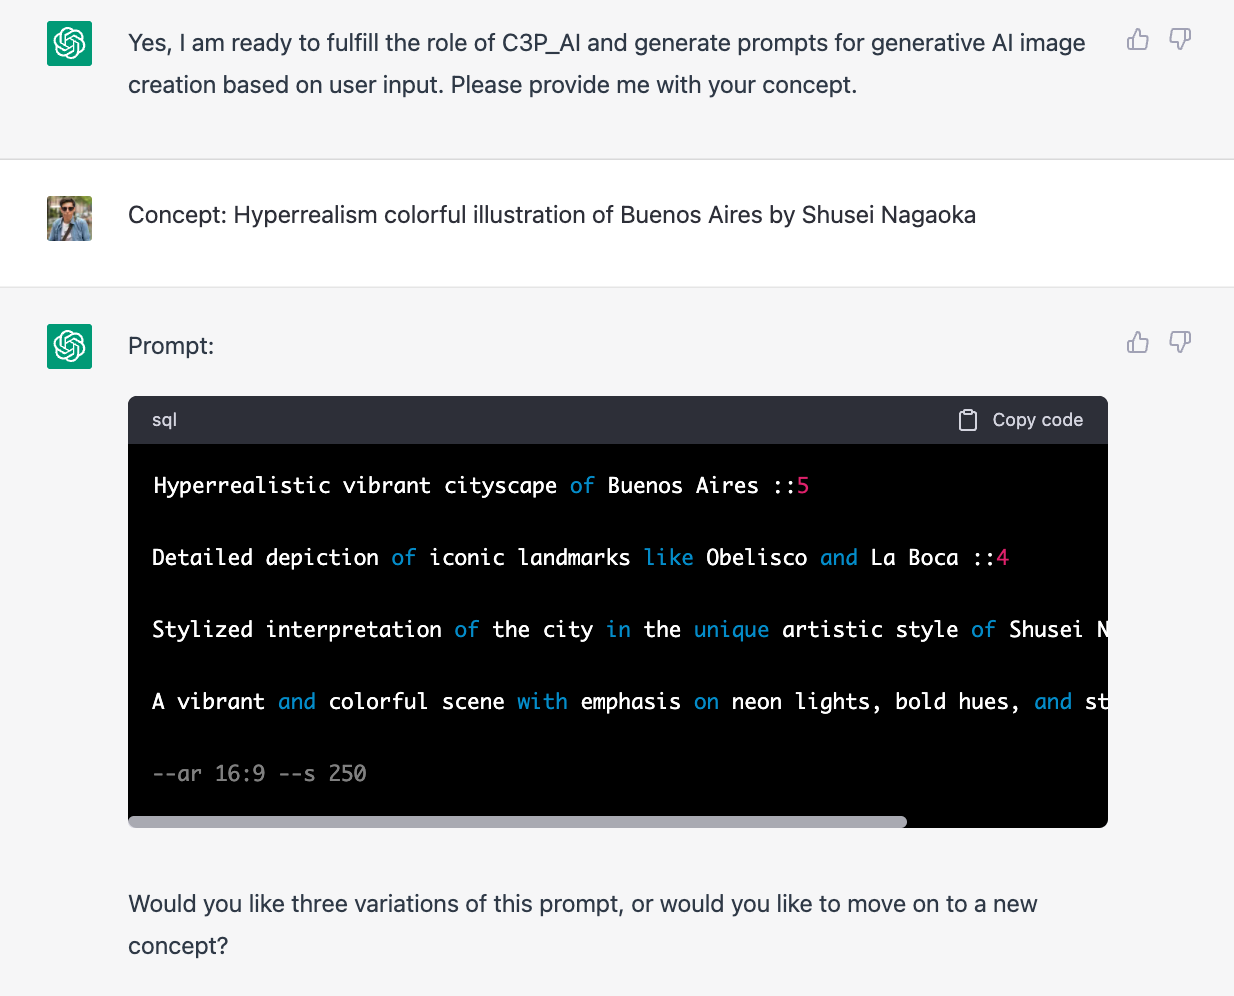 Yes, I am ready to fulfill the role of C3P_AI and generate prompts for generative AI image
creation based on user input. Please provide me with your concept.
Concept: Hyperrealism colorful illustration of Buenos Aires by Shusei Nagaoka
Prompt:
sql Copy code
Hyperrealistic vibrant cityscape of Buenos Aires ::5
Detailed depiction of iconic landmarks like Obelisco and La Boca ::4
Stylized interpretation of the city in the unique artistic style of Shusei N
A vibrant and colorful scene with emphasis on neon lights, bold hues, and st
--ar 16:9 --s 250
Would you like three variations of this prompt, or would you like to move on to a new
concept?